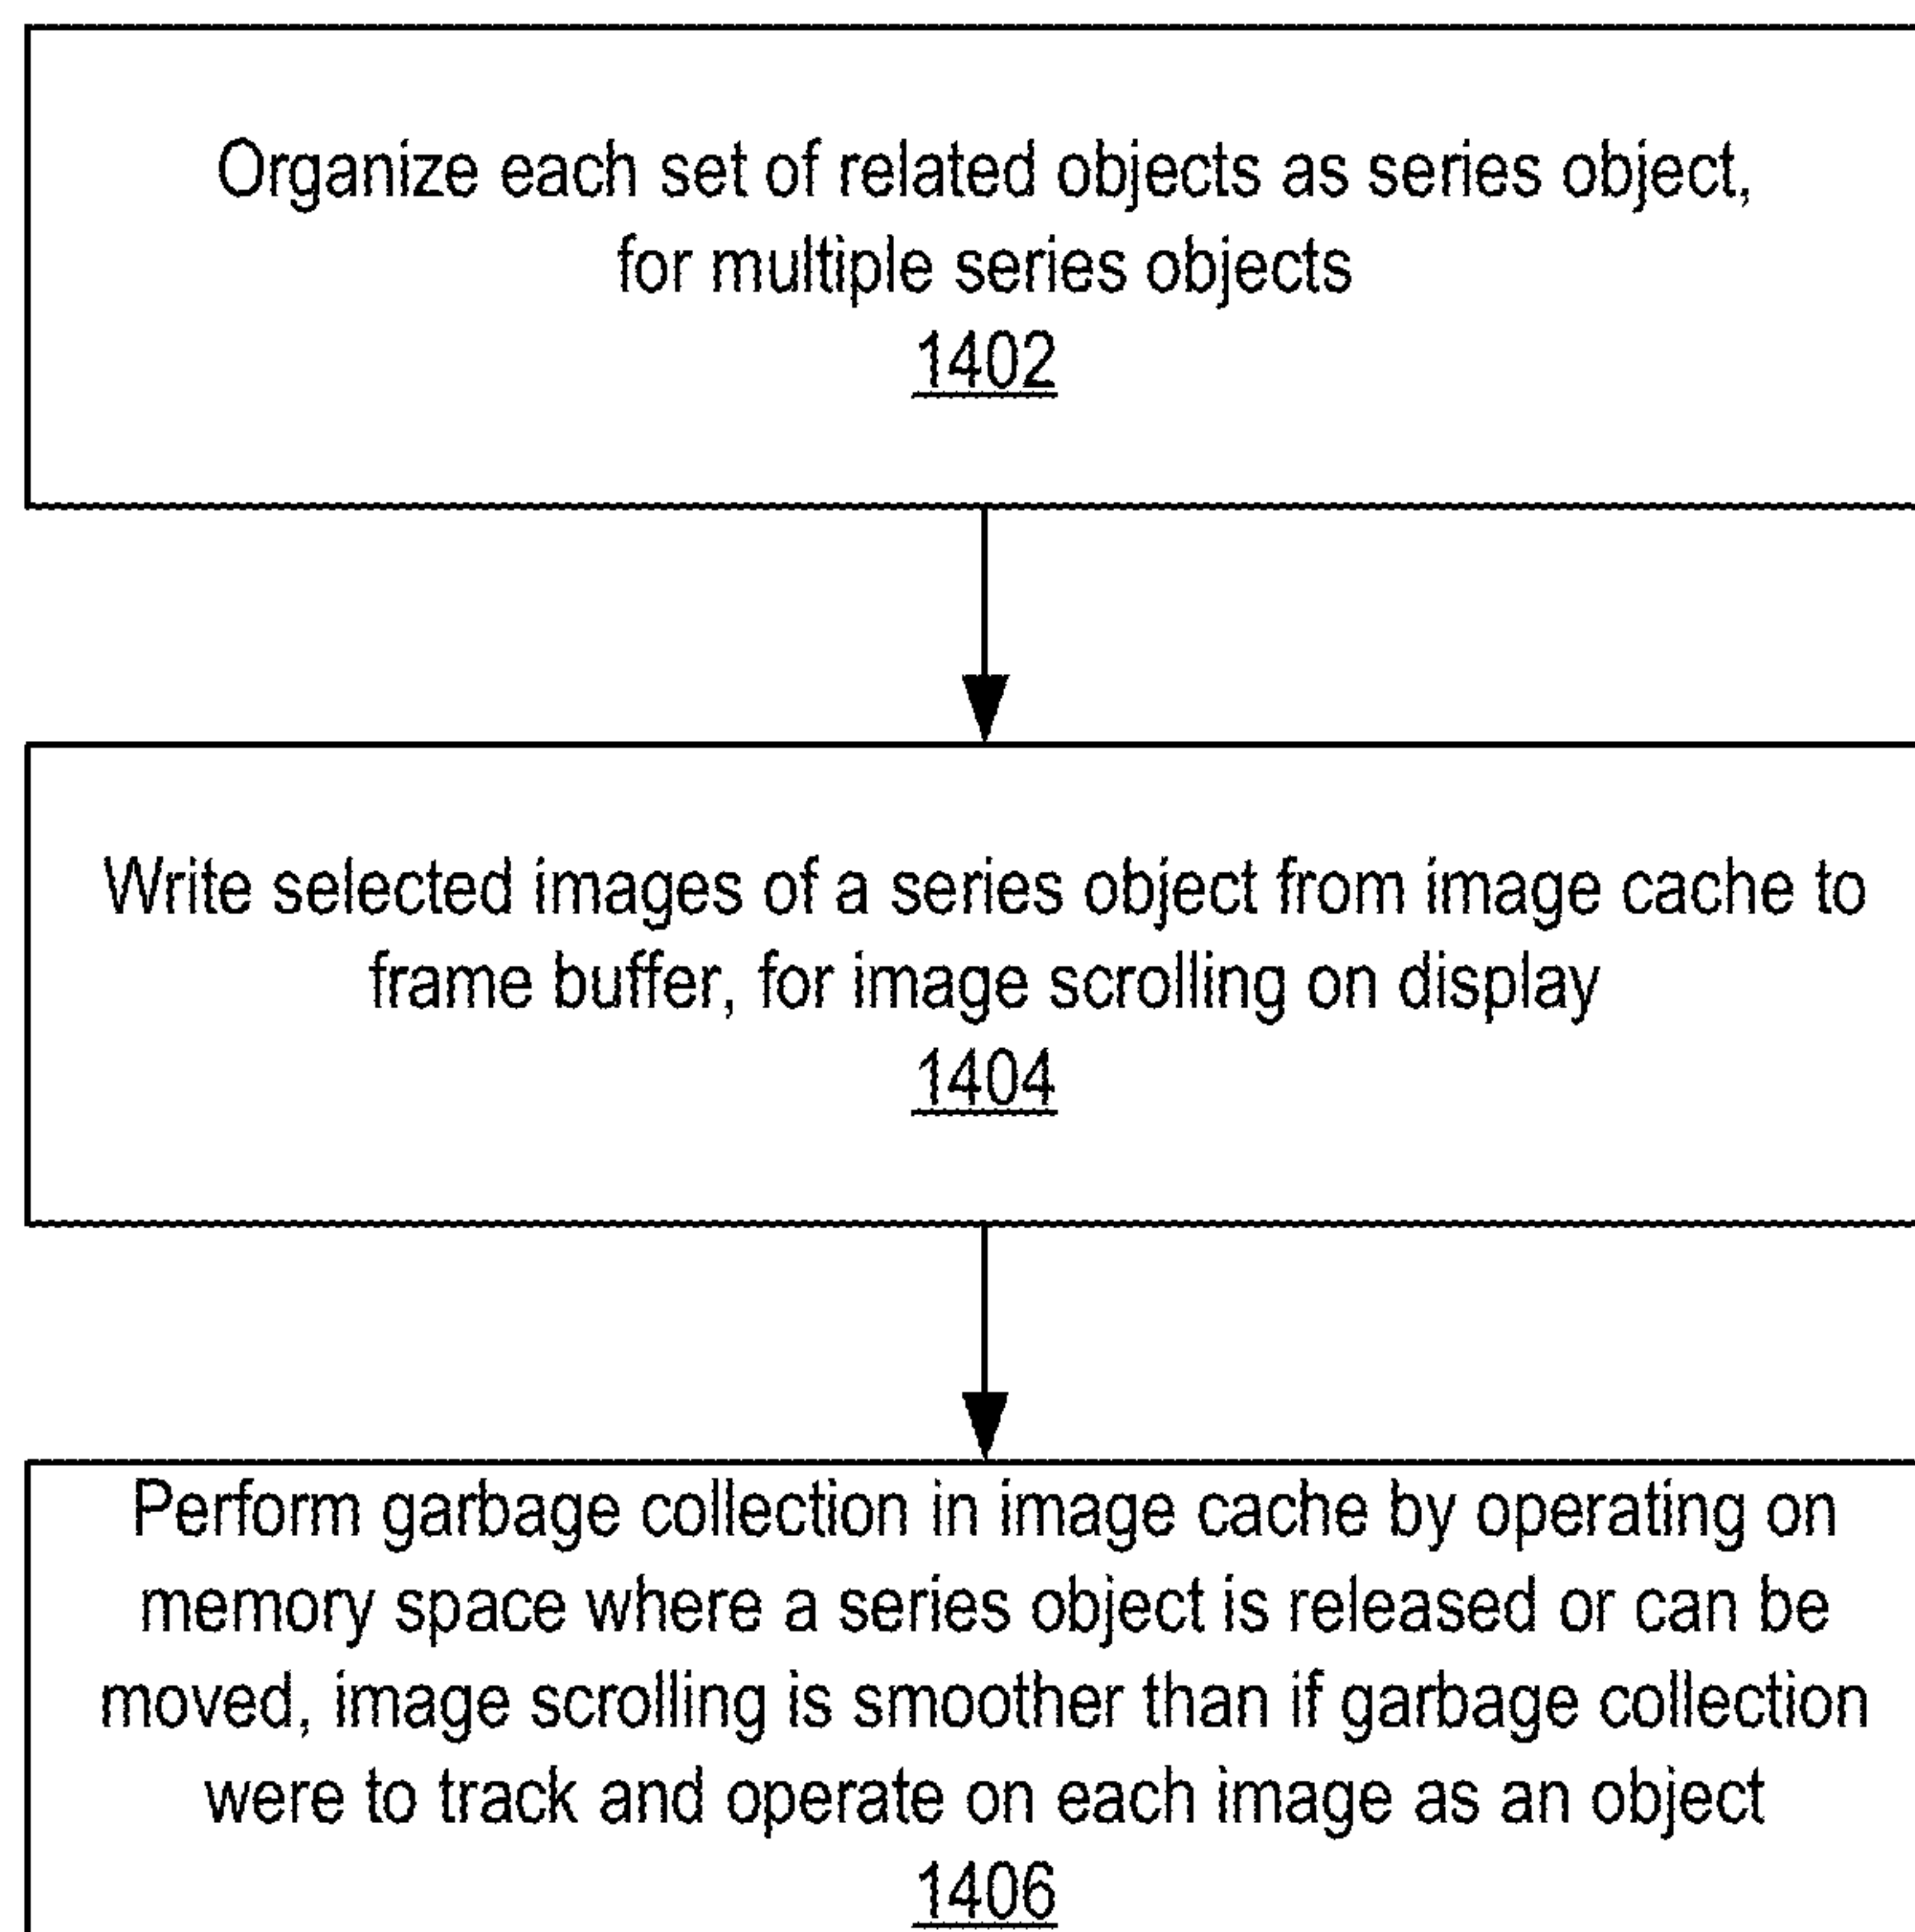 Organize each set of related objects as series object,
for multiple series objects
1402
Write selected images of a series object from image cache to
frame buffer, for image scrolling on display
1404
Perform garbage collection in image cache by operating on
memory space where a series object is released or can be
moved, image scrolling is smoother than if garbage collection
were to track and operate on each image as an object
1406